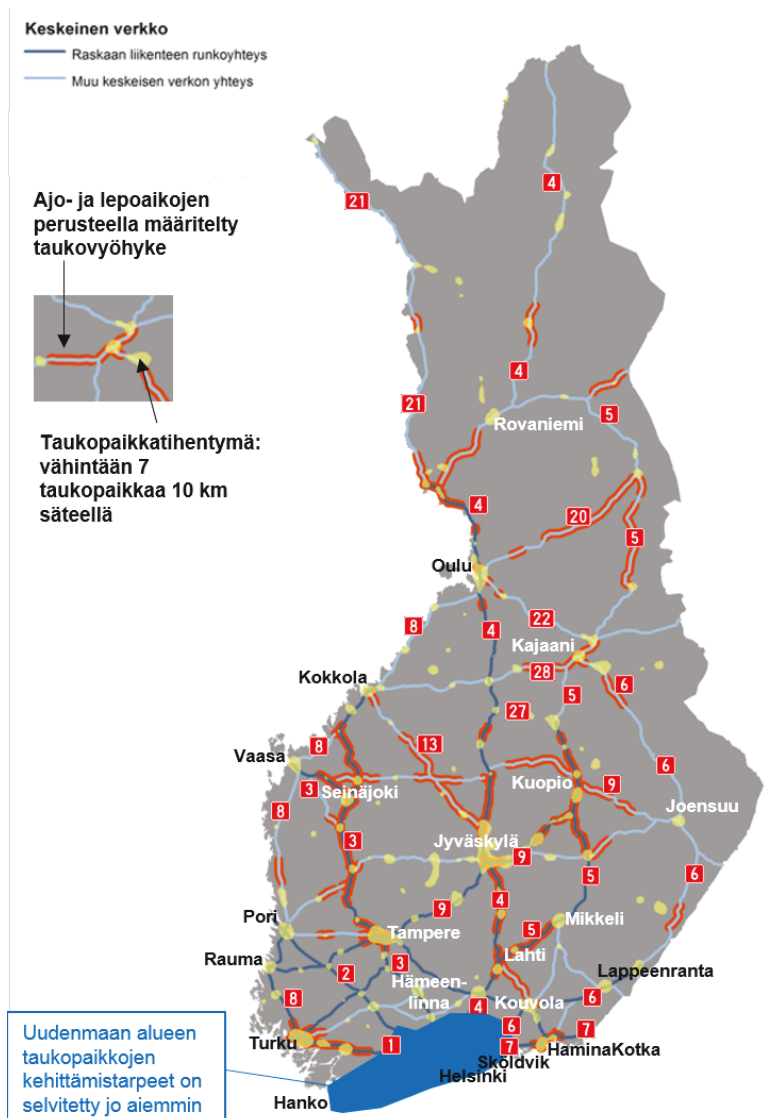 Keskeinen verkko
Raskaan liikenteen runkoyhteys
Muu keskeisen verkon yhteys
Ajo- ja lepoaikojen
perusteella määritelty
taukovyöhyke
Taukopaikkatihentymä:
vähintään 7
taukopaikkaa 10 km
säteellä
4
21
4
21
5
Rovaniemi
4
20
5
Oulu
22
8
4
Kajaani
28
6
5
Kokkola
27
13
8
Vaasa
6
3
Kuopio
9
Seinäjoki
8
Joensuu
3
Jyväskylä
9
6
5
4
9
Mikkeli
Pori
5
Tampere
Lahti
Rauma
3
2
Lappeenranta
Hämeen-
linna
8
4
Kouvola
6
6
7
Uudenmaan alueen
taukopaikkojen
kehittämistarpeet on
selvitetty jo aiemmin
Turku
1
7
HaminaKotka
Sköldvik
Helsinki
Hanko